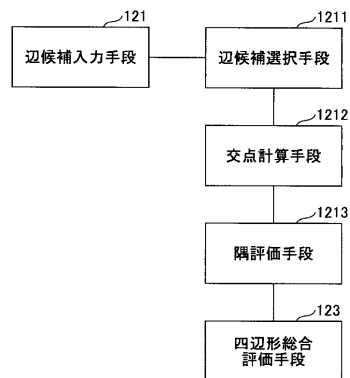 121
辺候補入力手段
1211
辺候補選択手段
1212
交点計算手段
1213
隅評価手段
123
四辺形総合
評価手段